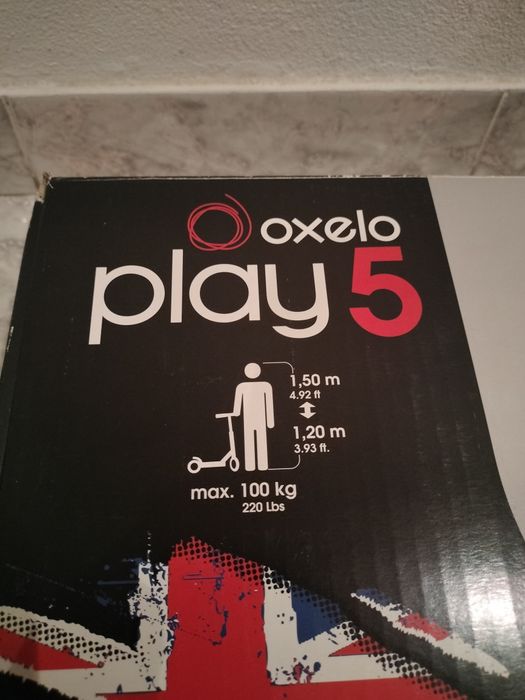 oxelo
play 5
1,50 m
4.92 ft
1,20 m
3.93 ft.
max. 100 kg
220 Lbs